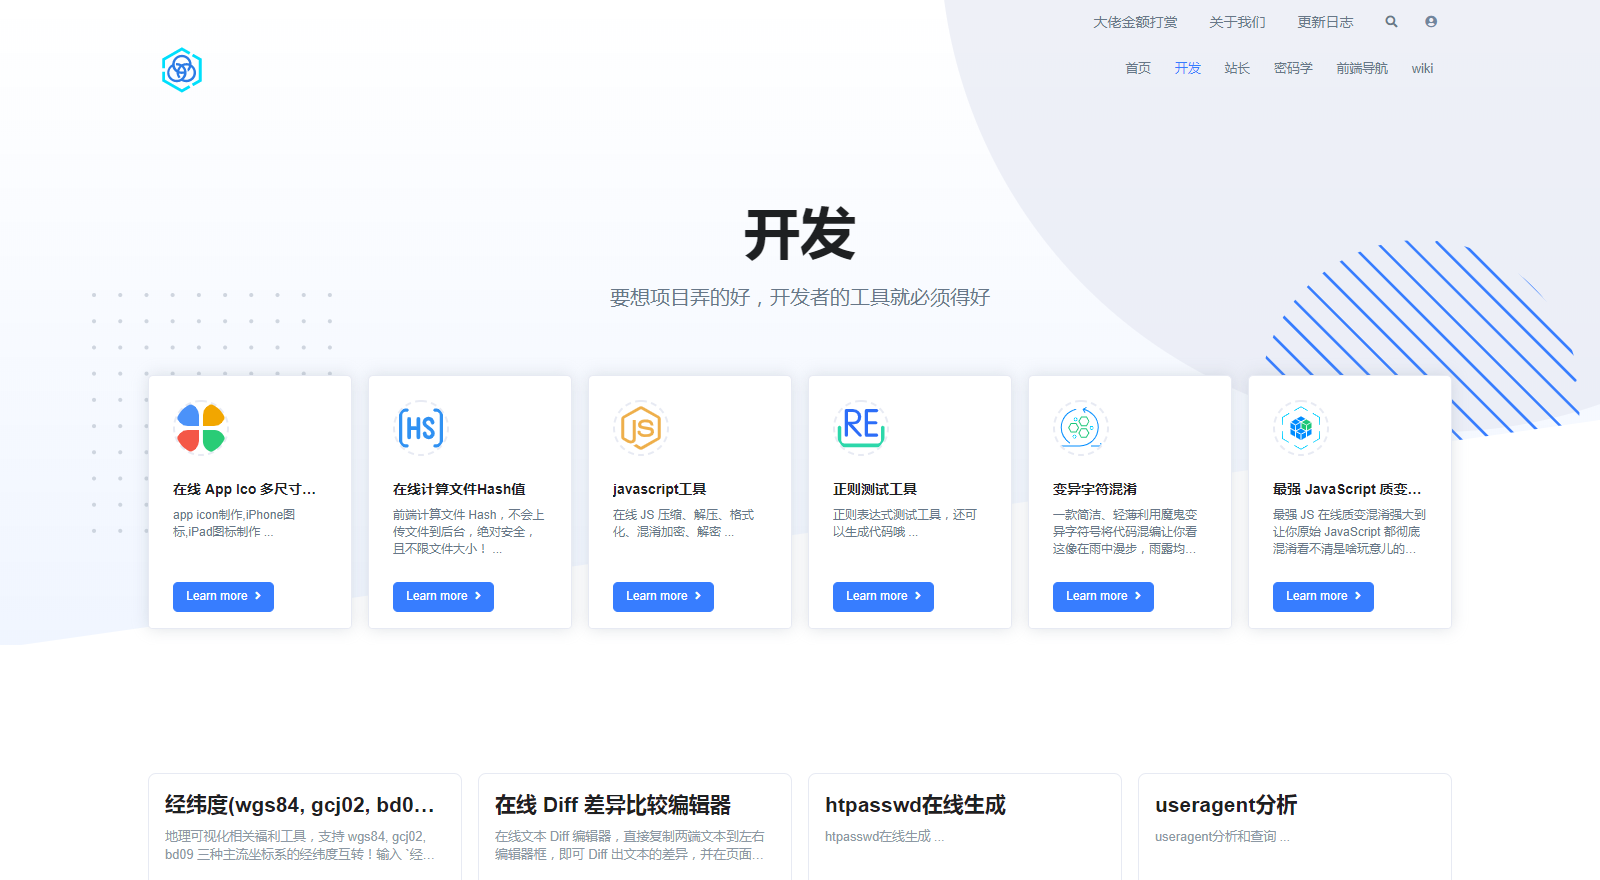 大佬金额打赏 关于我们 更新日志
首页 开发 站长 密码学 前端导航 wiki
开发
要想项目弄的好，开发者的工具就必须得好
在线 App Ico 多尺寸...
app icon制作,iPhone图
标,iPad图标制作 ...
Learn more
HS
在线计算文件Hash值
前端计算文件 Hash，不会上
传文件到后台，绝对安全，
且不限文件大小！ ...
Learn more
JS
javascript工具
在线 JS 压缩、解压、格式
化、混淆加密、解密 ...
Learn more
RE
正则测试工具
正则表达式测试工具，还可
以生成代码哦 ...
Learn more
变异字符混淆
一款简洁、轻薄利用魔鬼变
异字符号将代码混编让你看
这像在雨中漫步，雨露均...
Learn more
最强 JavaScript 质变...
最强 JS 在线质变混淆强大到
让你原始 JavaScript 都彻底
混淆看不清是啥玩意儿的...
Learn more
经纬度(wgs84, gcj02, bd0...
地理可视化相关福利工具，支持 wgs84, gcj02,
bd09 三种主流坐标系的经纬度互转！输入 `经...
在线 Diff 差异比较编辑器
在线文本 Diff 编辑器，直接复制两端文本到左右
编辑器框，即可 Diff 出文本的差异，并在页面...
htpasswd在线生成
htpasswd在线生成 ...
useragent分析
useragent分析和查询 ...